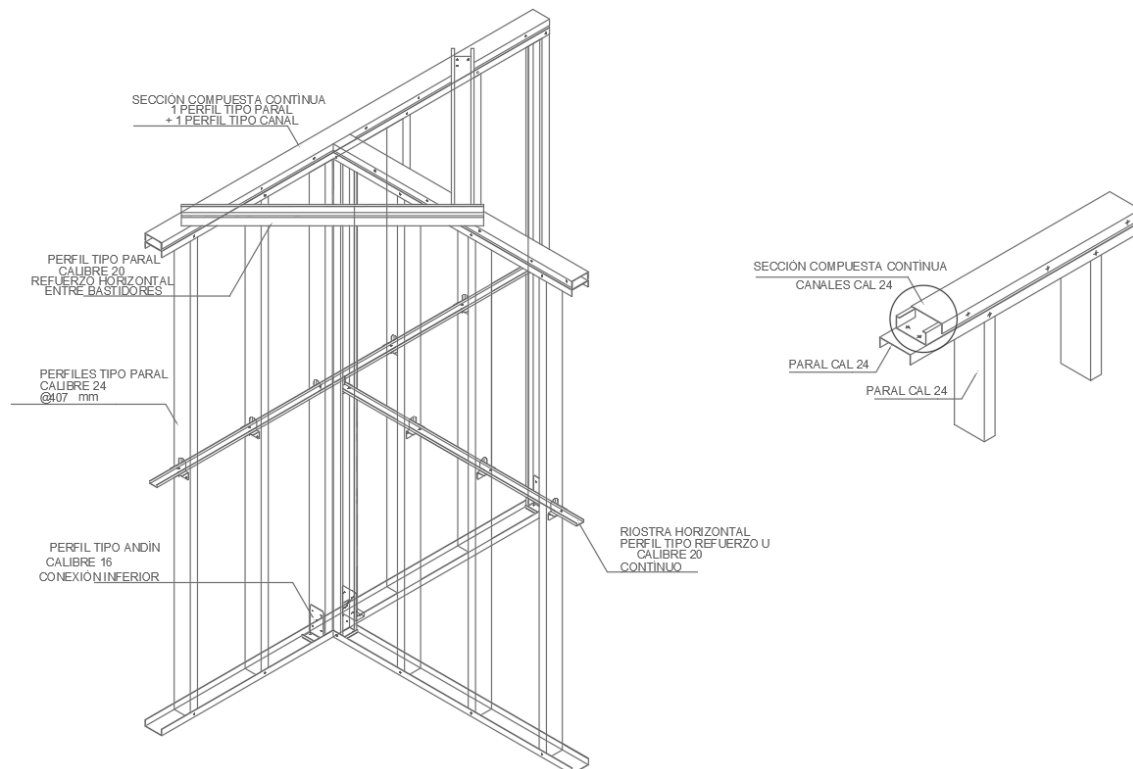 SECCIÓN COMPUESTA CONTÍNUA
1 PERFIL TIPO PARAL
+ 1 PERFIL TIPO CANAL
PERFIL TIPO PARAL
CALIBRE 20
REFUERZO HORIZONTAL
ENTRE BASTIDORES
PERFILES TIPO PARAL
CALIBRE 24
@407 mm
PERFIL TIPO ANDÍN
CALIBRE 16
CONEXIÓN INFERIOR
RIOSTRA HORIZONTAL
PERFIL TIPO REFUERZO U
CALIBRE 20
CONTÍNUO
SECCIÓN COMPUESTA CONTÍNUA
CANALES CAL 24
PARAL CAL 24
PARAL CAL 24